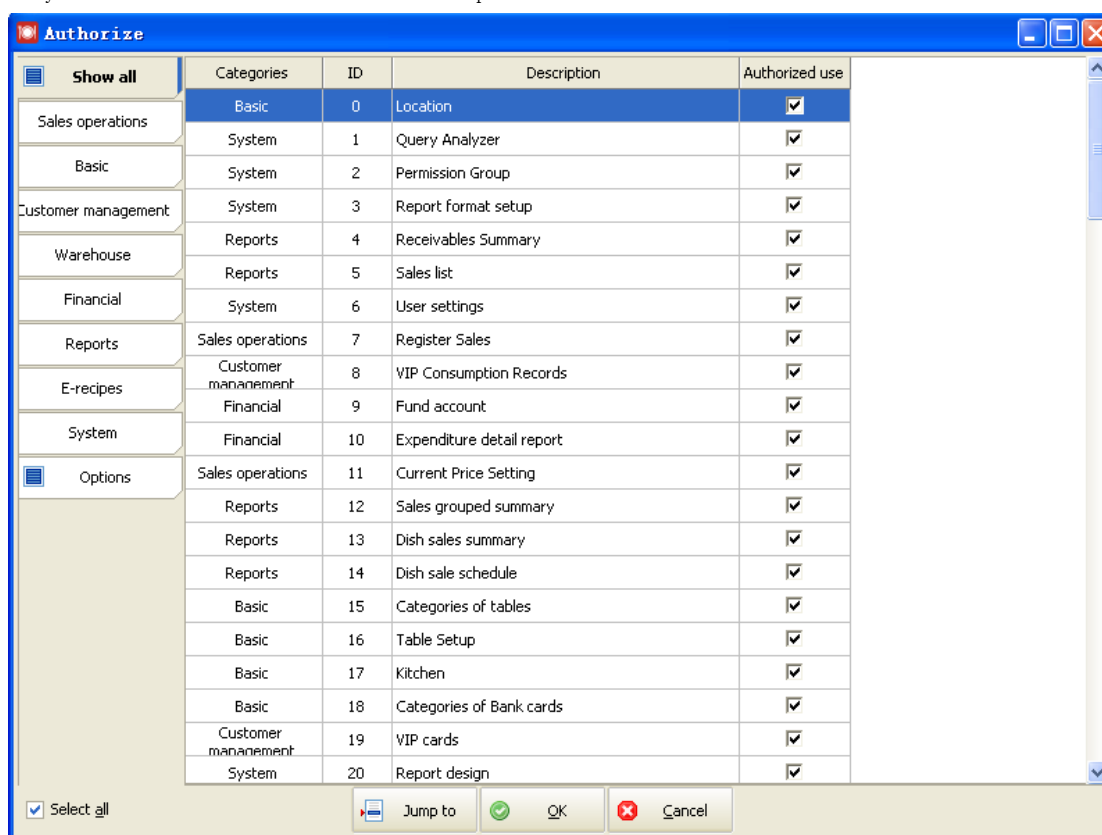 Authorize
Show all
Sales operations
Basic
Customer management
Warehouse
Financial
Reports
E-recipes
System
Options
Categories ID Description Authorized use
Basic 0 Location
System 1 Query Analyzer
System 2 Permission Group
System 3 Report format setup
Reports 4 Receivables Summary
Reports 5 Sales list
System 6 User settings
Sales operations 7 Register Sales
Customer management 8 VIP Consumption Records
Financial 9 Fund account
Financial 10 Expenditure detail report
Sales operations 11 Current Price Setting
Reports 12 Sales grouped summary
Reports 13 Dish sales summary
Reports 14 Dish sale schedule
Basic 15 Categories of tables
Basic 16 Table Setup
Basic 17 Kitchen
Basic 18 Categories of Bank cards
Customer management 19 VIP cards
System 20 Report design
Select all Jump to OK Cancel